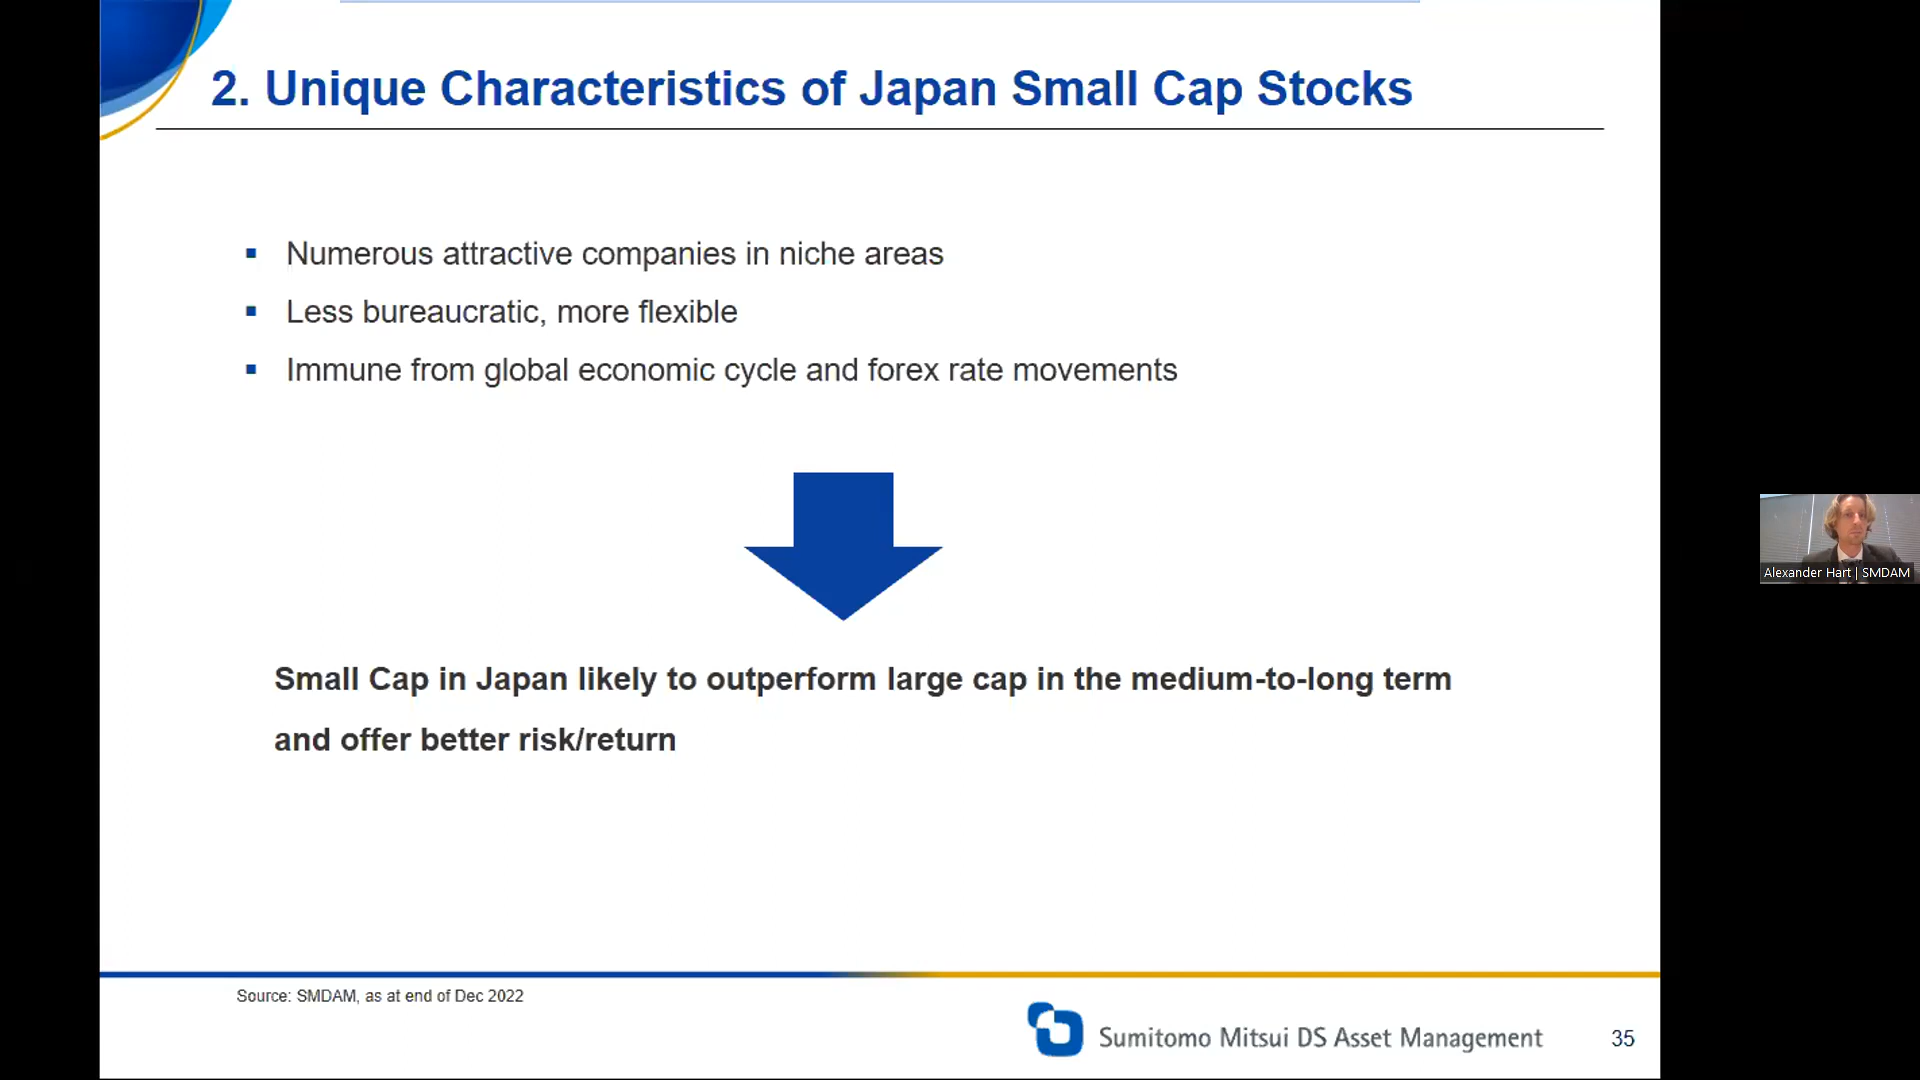 2. Unique Characteristics of Japan Small Cap Stocks
Numerous attractive companies in niche areas
Less bureaucratic, more flexible
Immune from global economic cycle and forex rate movements
Small Cap in Japan likely to outperform large cap in the medium-to-long term
and offer better risk/return
Alexander Hart | SMDAM
Source: SMDAM, as at end of Dec 2022
Sumitomo Mitsui DS Asset Management
35